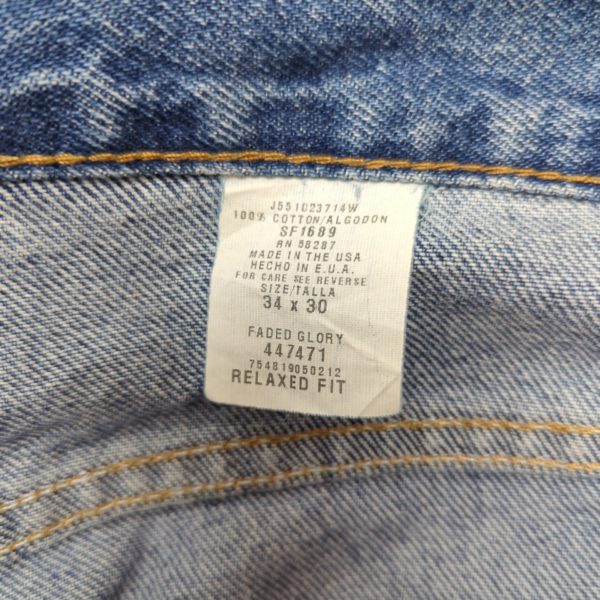 J551023714W
100% COTTON/ALGODON
SF1689
RN 58287
MADE IN THE USA
HECHO IN E.U.A.
FOR CARE SEE REVERSE
SIZE/TALLA
34 x 30
FADED GLORY
447471
754819050212
RELAXED FIT